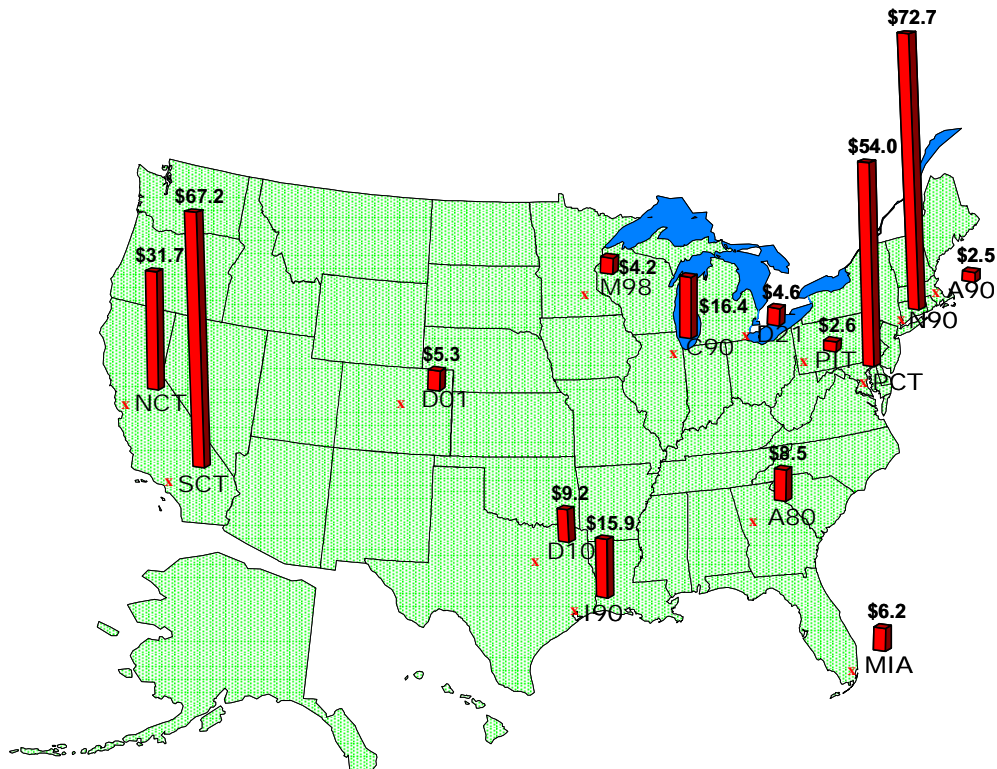 $72.7
$54.0
$67.2
$2.5
$31.7
A90
$4.2
M98
$4.6
$16.4
N90
$2.6
D21
C90
PIT
$5.3
PCT
D01
NCT
$8.5
SCT
$9.2
A80
$15.9
D10
I90
$6.2
MIA